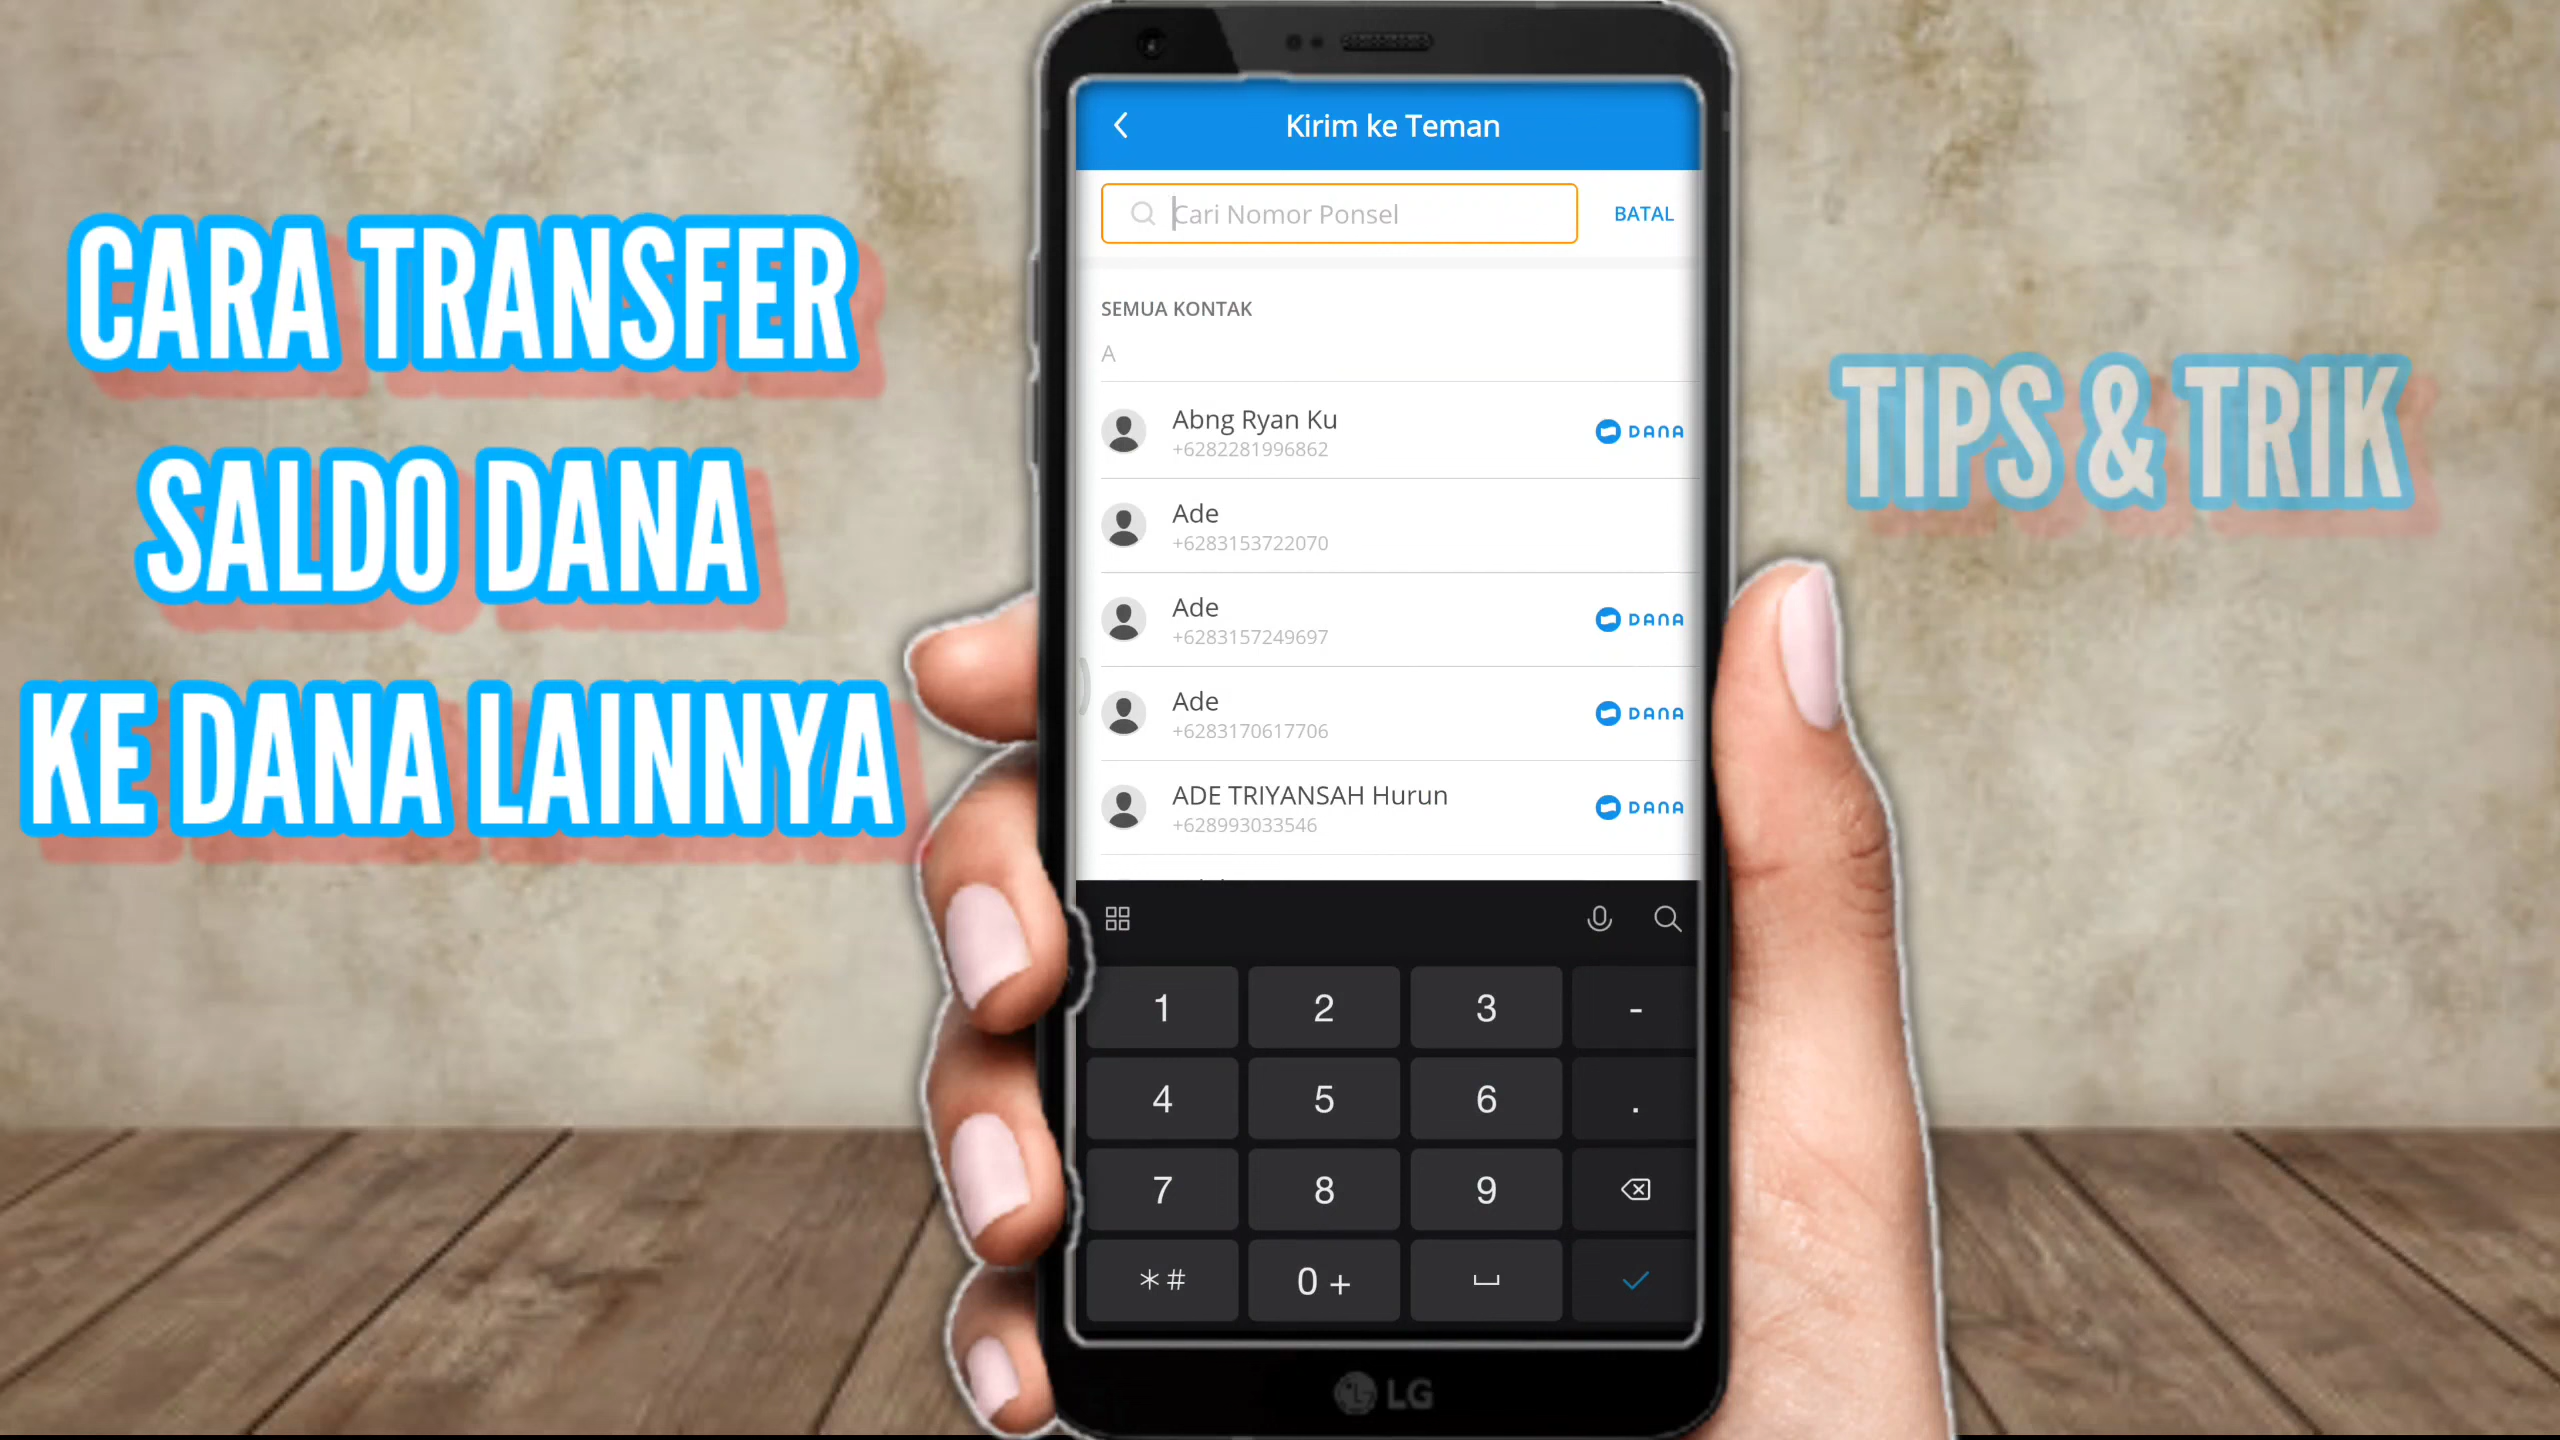 CARA TRANSFER
SALDO DANA
KE DANA LAINNYA
TIPS & TRIK
Kirim ke Teman
Cari Nomor Ponsel
BATAL
SEMUA KONTAK
A
Abng Ryan Ku
+6282281996862
DANA
Ade
+6283153722070
Ade
+6283157249697
DANA
Ade
+6283170617706
DANA
ADE TRIYANSAH Hurun
+628993033546
DANA
1 2 3 -
4 5 6 .
7 8 9
*# 0 +
LG